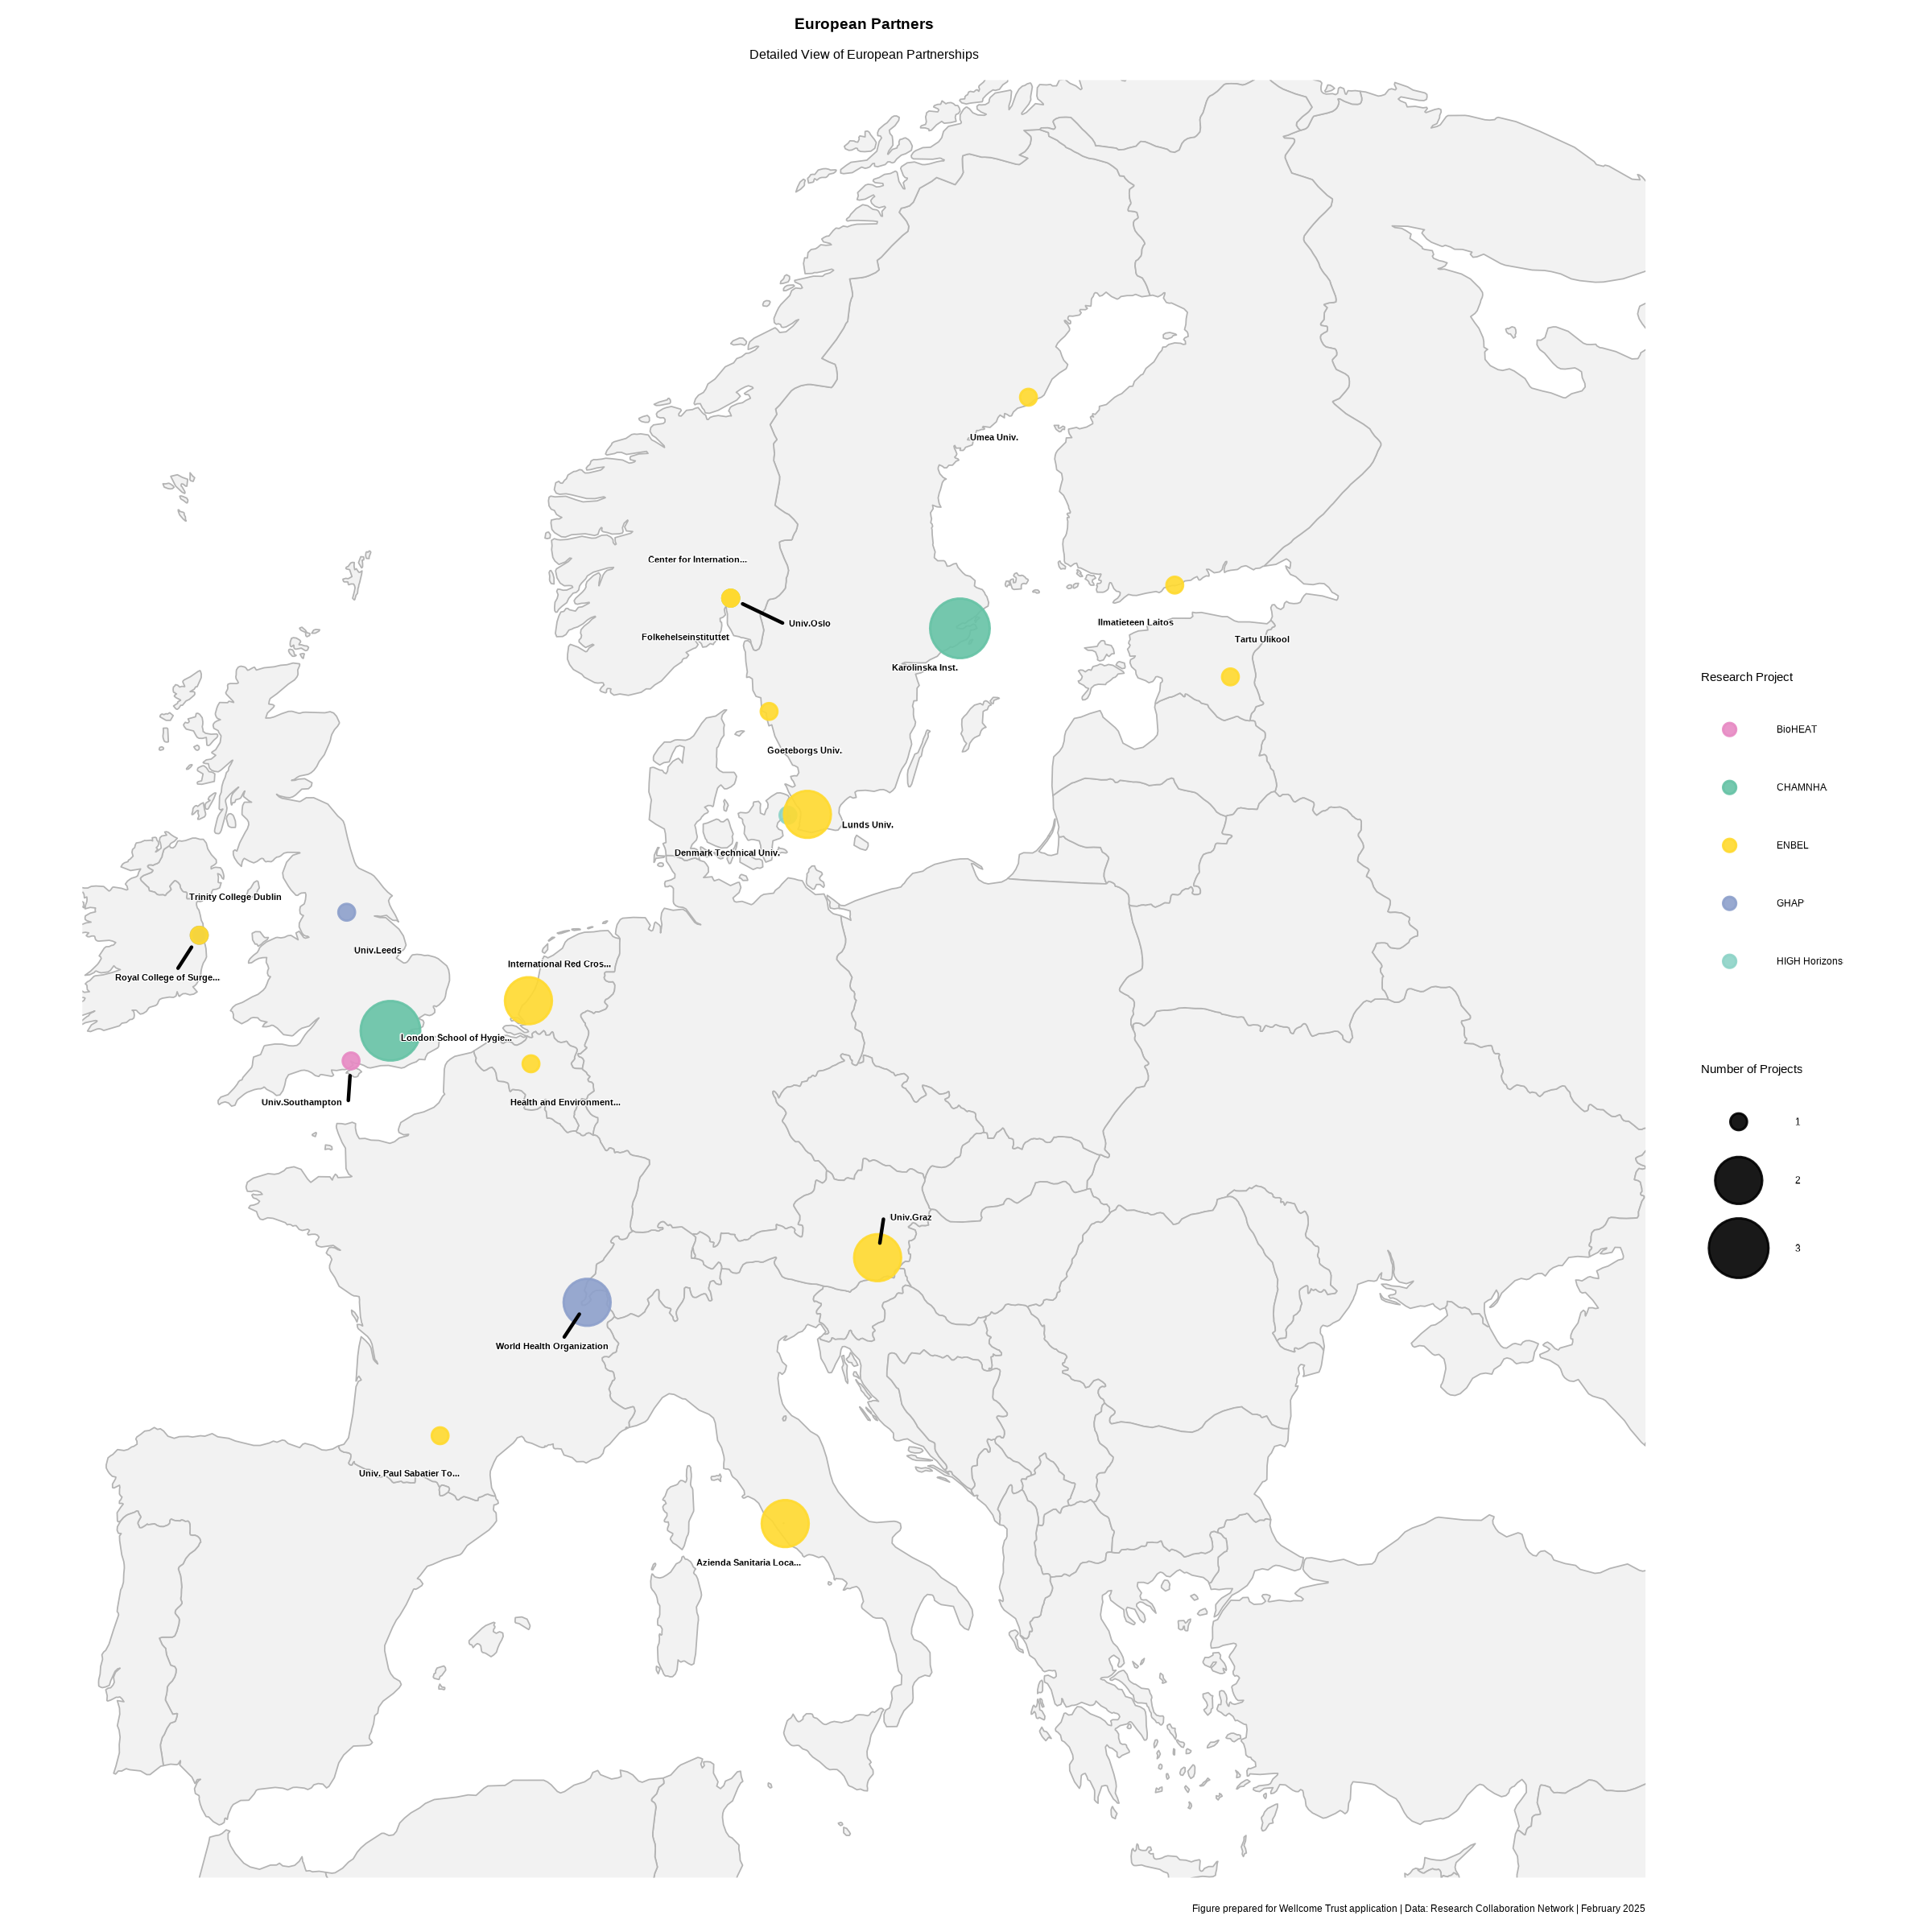 European Partners
Detailed View of European Partnerships
Umea Univ.
Center for Internation...
Univ.Oslo
Ilmatieteen Laitos
Folkehelseinstituttet
Tartu Ulikool
Karolinska Inst.
Goeteborgs Univ.
Lunds Univ.
Denmark Technical Univ.
Trinity College Dublin
Univ.Leeds
International Red Cros...
Royal College of Surge...
London School of Hygie...
Univ.Southampton
Health and Environment...
Univ.Graz
World Health Organization
Univ. Paul Sabatier To...
Azienda Sanitaria Loca...
Research Project
BioHEAT
CHAMNHA
ENBEL
GHAP
HIGH Horizons
Number of Projects
1
2
3
Figure prepared for Wellcome Trust application | Data: Research Collaboration Network | February 2025